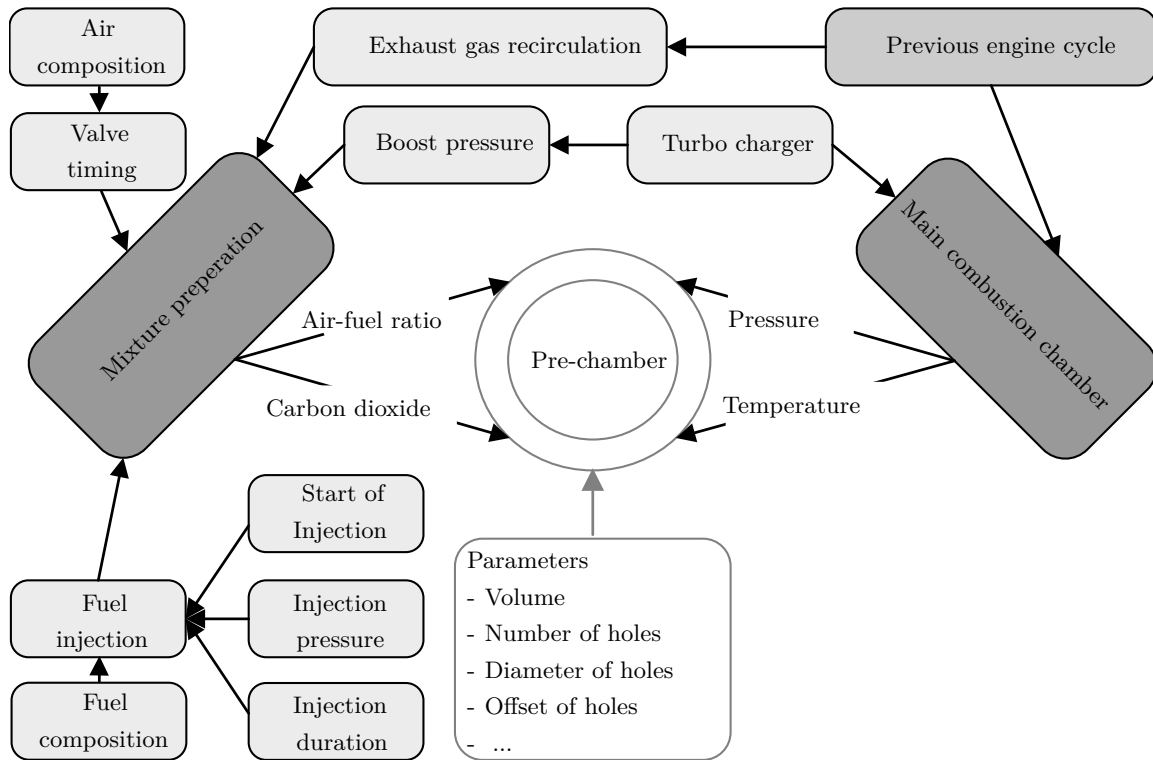 Air
composition
Exhaust gas recirculation
Previous engine cycle
Valve
timing
Boost pressure
Turbo charger
Mixture preperation
Main combustion chamber
Air-fuel ratio
Pressure
Pre-chamber
Carbon dioxide
Temperature
Start of
Injection
Fuel
injection
Injection
pressure
Fuel
composition
Injection
duration
Parameters
- Volume
- Number of holes
- Diameter of holes
- Offset of holes
- ...